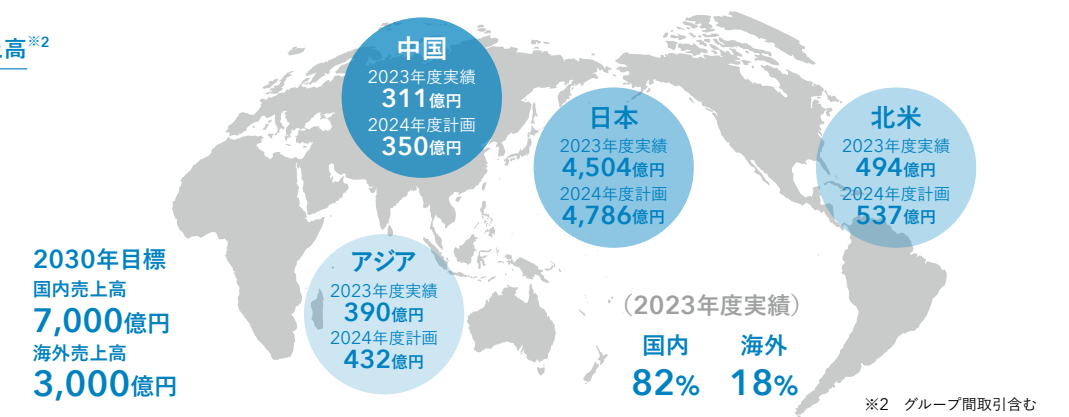 上高※2
中国
2023年度実績
311億円
2024年度計画
350億円
日本
2023年度実績
4,504億円
2024年度計画
4,786億円
北米
2023年度実績
494億円
2024年度計画
537億円
アジア
2023年度実績
390億円
2024年度計画
432億円
2030年目標
国内売上高
7,000億円
海外売上高
3,000億円
（2023年度実績）
国内 海外
82% 18%
※2 グループ間取引含む